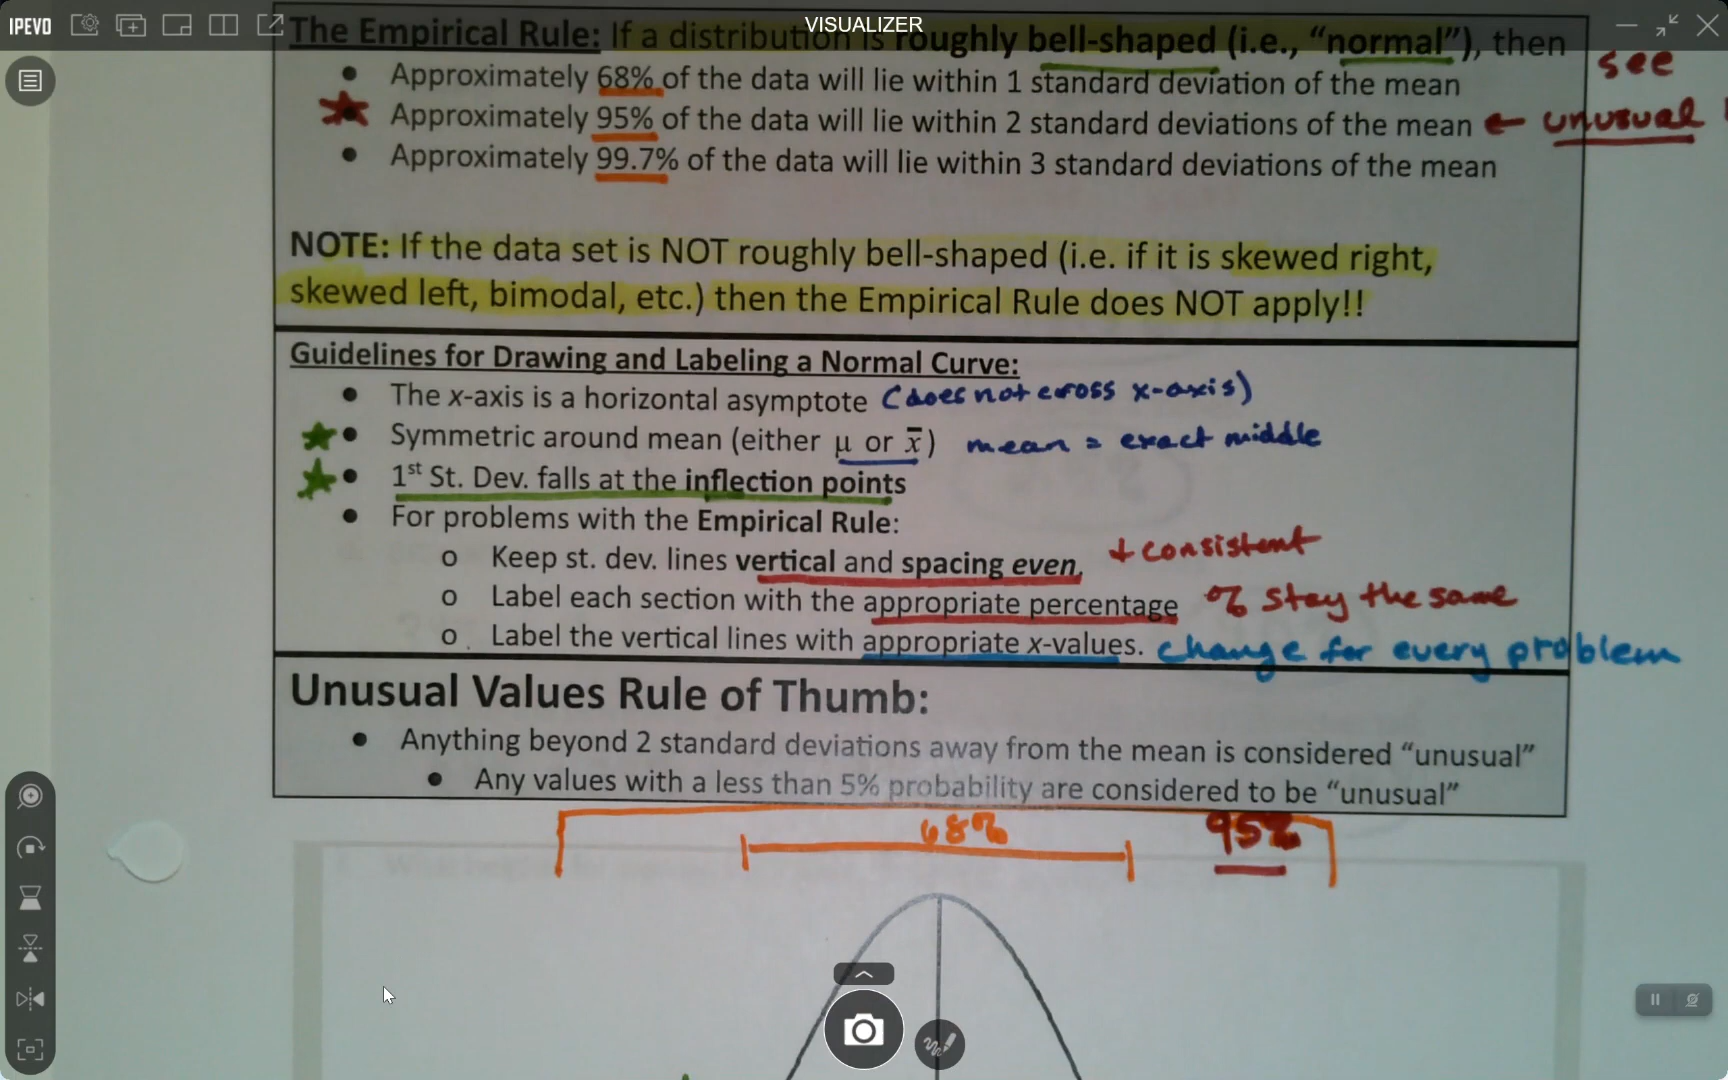 IPEVO
VISUALIZER
The Empirical Rule: If a distribution is roughly bell-shaped (i.e., “normal”), then
see
• Approximately 68% of the data will lie within 1 standard deviation of the mean
• Approximately 95% of the data will lie within 2 standard deviations of the mean ← unusual
• Approximately 99.7% of the data will lie within 3 standard deviations of the mean
NOTE: If the data set is NOT roughly bell-shaped (i.e. if it is skewed right,
skewed left, bimodal, etc.) then the Empirical Rule does NOT apply!!
Guidelines for Drawing and Labeling a Normal Curve:
• The x-axis is a horizontal asymptote (does not cross x-axis)
• Symmetric around mean (either μ or x̄) mean = exact middle
• 1st St. Dev. falls at the inflection points
• For problems with the Empirical Rule:
o Keep st. dev. lines vertical and spacing even, + consistent
o Label each section with the appropriate percentage % stay the same
o Label the vertical lines with appropriate x-values. change for every problem
Unusual Values Rule of Thumb:
• Anything beyond 2 standard deviations away from the mean is considered “unusual”
• Any values with a less than 5% probability are considered to be “unusual”
68% 95%